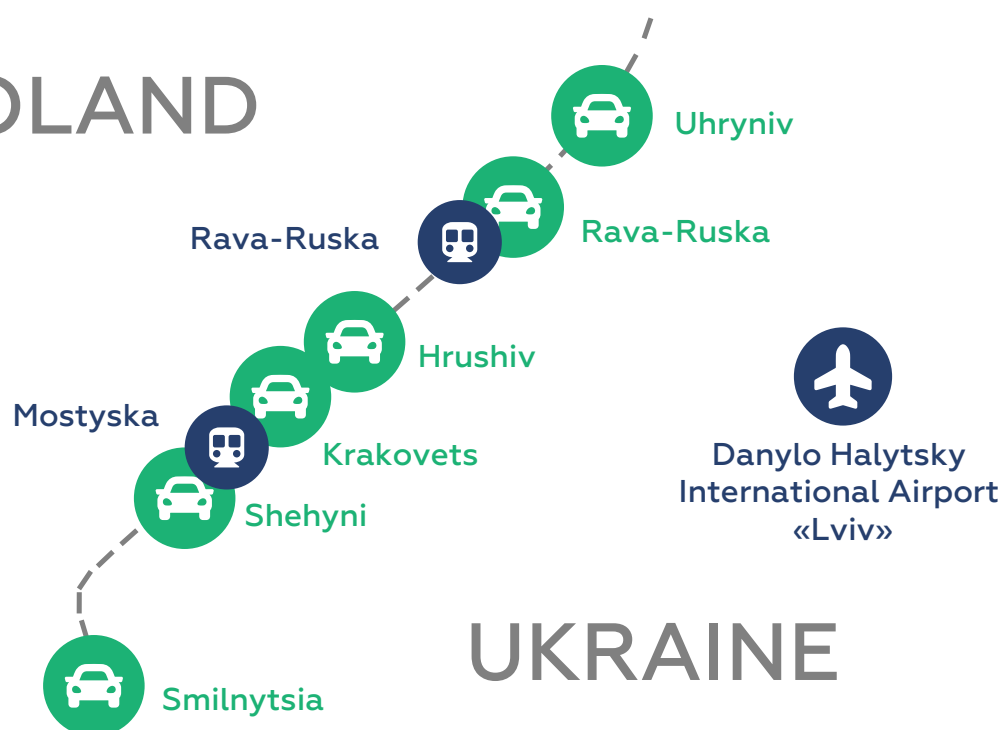 OLAND
Uhryniv
Rava-Ruska
Rava-Ruska
Hrushiv
Mostyska
Krakovets
Shehyni
Danylo Halytsky
International Airport
«Lviv»
UKRAINE
Smilnytsia